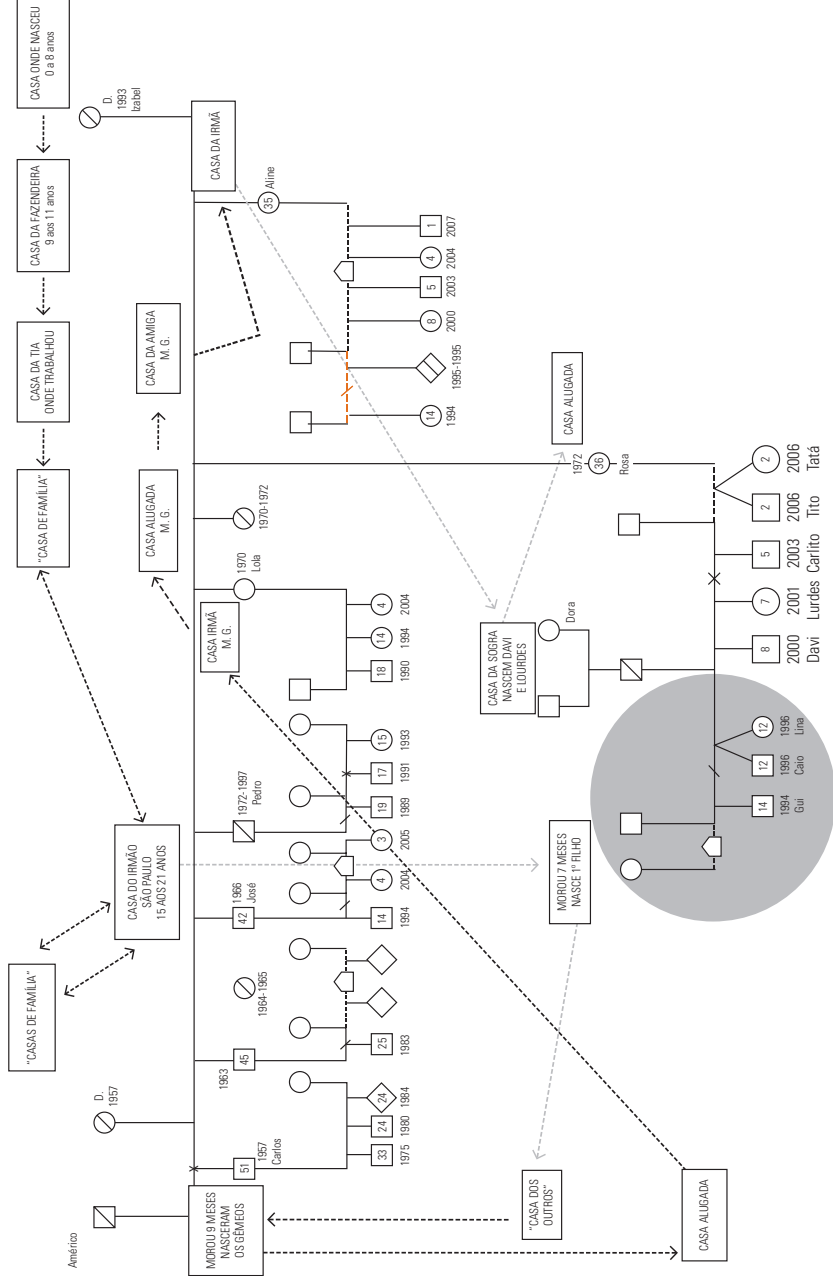 "CASAS DE FAMÍLIA"
"CASA DE FAMÍLIA"
CASA DA TIA
ONDE TRABALHOU
CASA DA FAZENDEIRA
9 aos 11 anos
CASA ONDE NASCEU
0 a 8 anos
Américo
D.
1957
CASA DO IRMÃO
SÃO PAULO
15 AOS 21 ANOS
CASA ALUGADA
M. G.
CASA DA AMIGA
M. G.
D.
1993
Izabel
MOROU 9 MESES
NASCERAM
OS GÊMEOS
CASA IRMÃ
M. G.
CASA DA IRMÃ
51
1957
Carlos
1963
45
1964-1965
42
1966
José
1972-1997
Pedro
1970
Lola
1970-1972
35
Aline
33
1975
24
1980
24
1984
25
1983
14
1994
4
2004
3
2005
19
1989
17
1991
15
1993
18
1990
14
1994
4
2004
14
1994
1995-1995
8
2000
5
2003
4
2004
1
2007
"CASA DOS
OUTROS"
MOROU 7 MESES
NASCE 1º FILHO
CASA DA SOGRA
NASCEM DAVI
E LOURDES
Dora
CASA ALUGADA
1972
36
Rosa
CASA ALUGADA
14
1994
Gui
12
1996
Caio
12
1996
Lina
8
2000
Davi
7
2001
Lurdes
5
2003
Carlito
2
2006
Tito
2
2006
Tatá